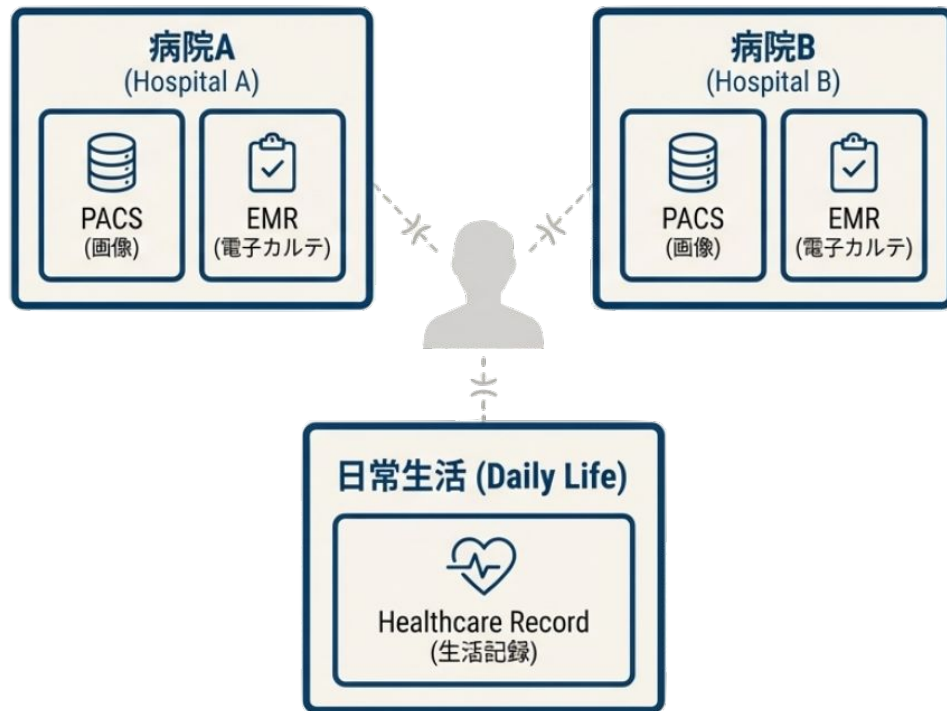 病院A
(Hospital A)
PACS
(画像)
EMR
(電子カルテ)
病院B
(Hospital B)
PACS
(画像)
EMR
(電子カルテ)
日常生活 (Daily Life)
Healthcare Record
(生活記録)